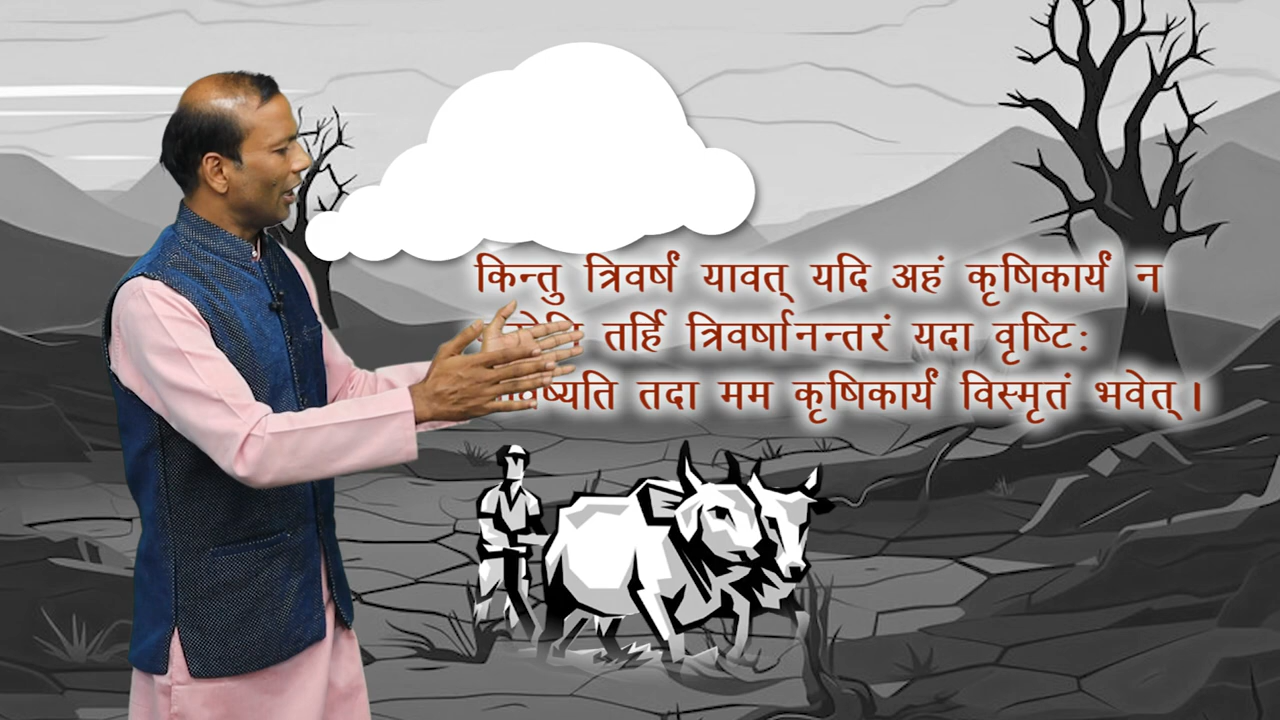 किन्तु त्रिवर्षं यावत् यदि अहं कृषिकार्यं न
तर्हि त्रिवर्षानन्तरं यदा वृष्टिः
तदा मम कृषिकार्यं विस्मृतं भवेत् ।